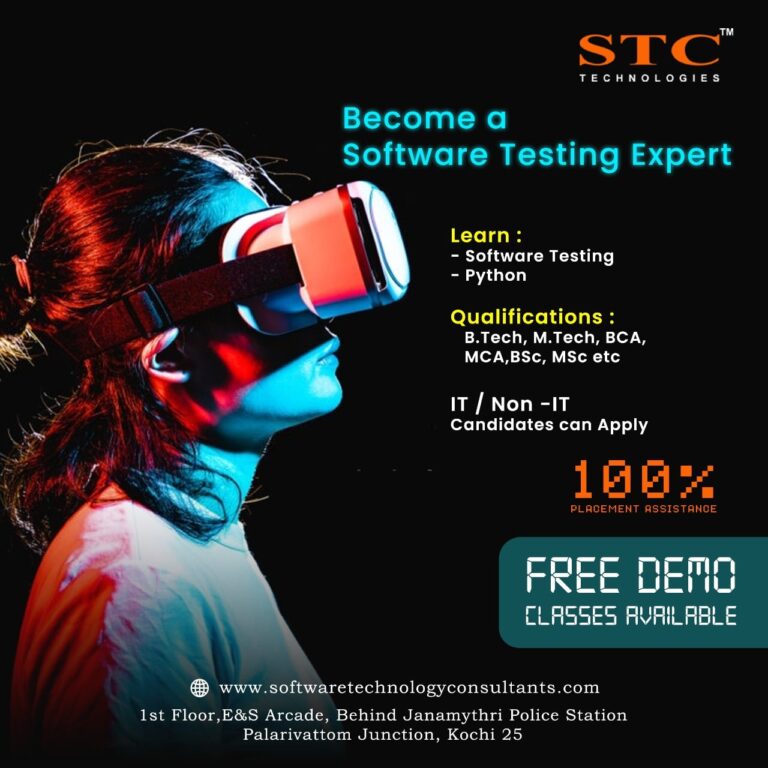 STC™
TECHNOLOGIES
Become a
Software Testing Expert
Learn :
- Software Testing
- Python
Qualifications :
B.Tech, M.Tech, BCA,
MCA,BSc, MSc etc
IT / Non -IT
Candidates can Apply
100%
PLACEMENT ASSISTANCE
FREE DEMO
CLASSES AVAILABLE
www.softwaretechnologyconsultants.com
1st Floor,E&S Arcade, Behind Janamythri Police Station
Palarivattom Junction, Kochi 25